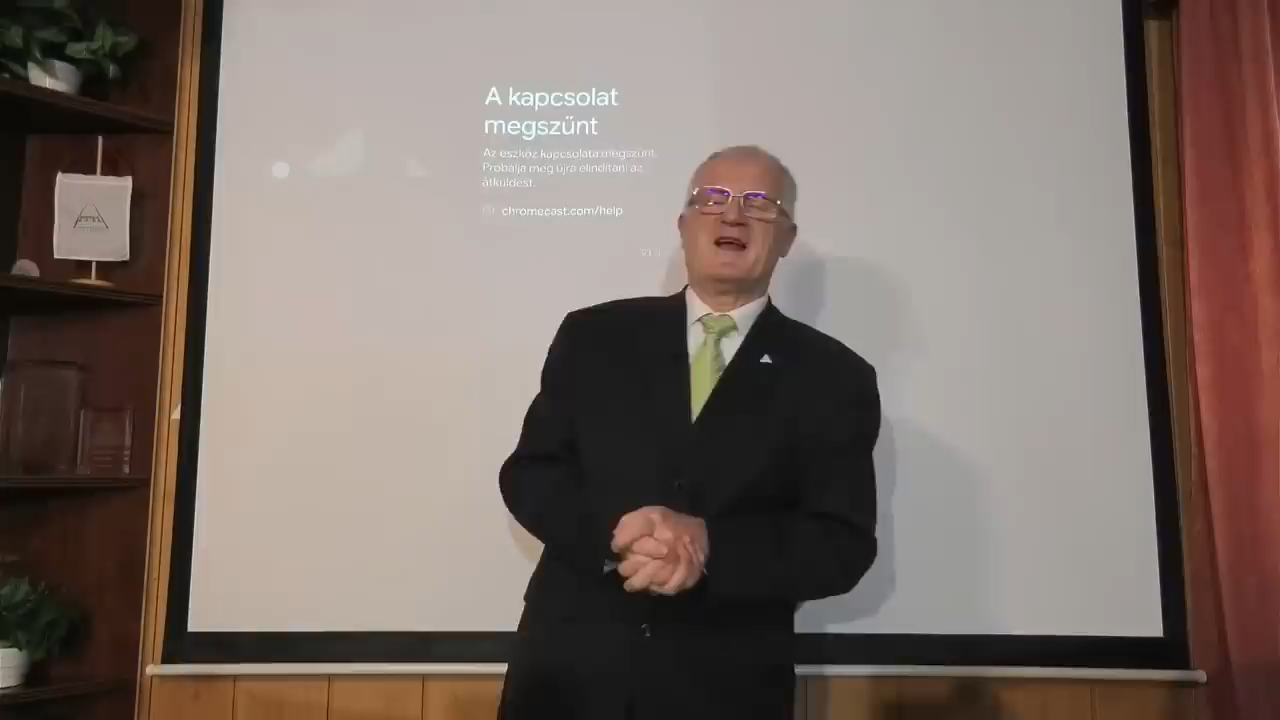 A kapcsolat
megszűnt
Az eszköz kapcsolata megszűnt.
Próbálja meg újra elindítani az
átküldést.
chromecast.com/help